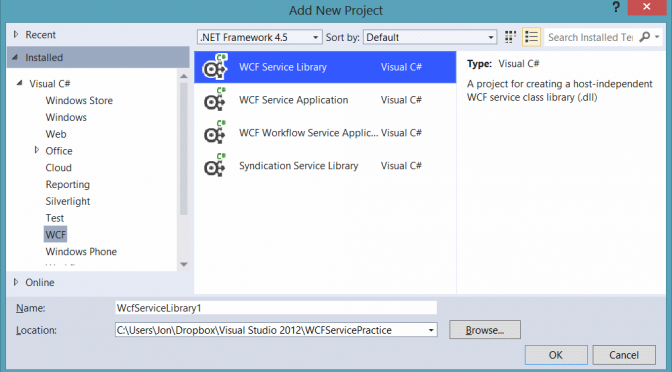 Add New Project
? ×
Recent
Installed
Visual C#
Windows Store
Windows
Web
Office
Cloud
Reporting
Silverlight
Test
WCF
Windows Phone
Online
.NET Framework 4.5 Sort by: Default
Search Installed Te
WCF Service Library Visual C#
WCF Service Application Visual C#
WCF Workflow Service Applic... Visual C#
Syndication Service Library Visual C#
Type: Visual C#
A project for creating a host-independent
WCF service class library (.dll)
Name: WcfServiceLibrary1
Location: C:\Users\Jon\Dropbox\Visual Studio 2012\WCFServicePractice Browse...
OK Cancel